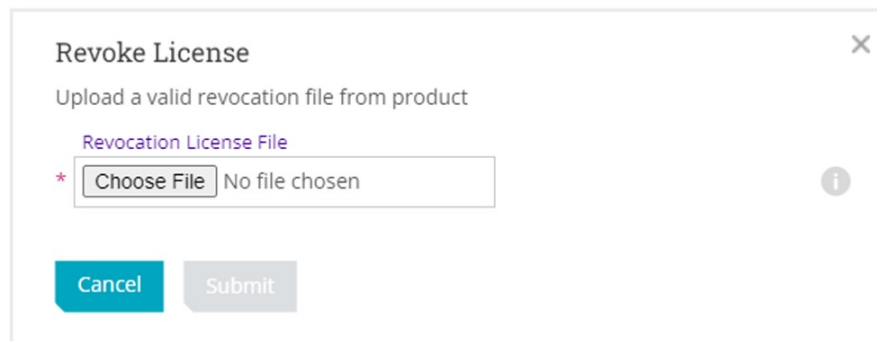 Revoke License
Upload a valid revocation file from product
Revocation License File
* Choose File No file chosen
Cancel Submit